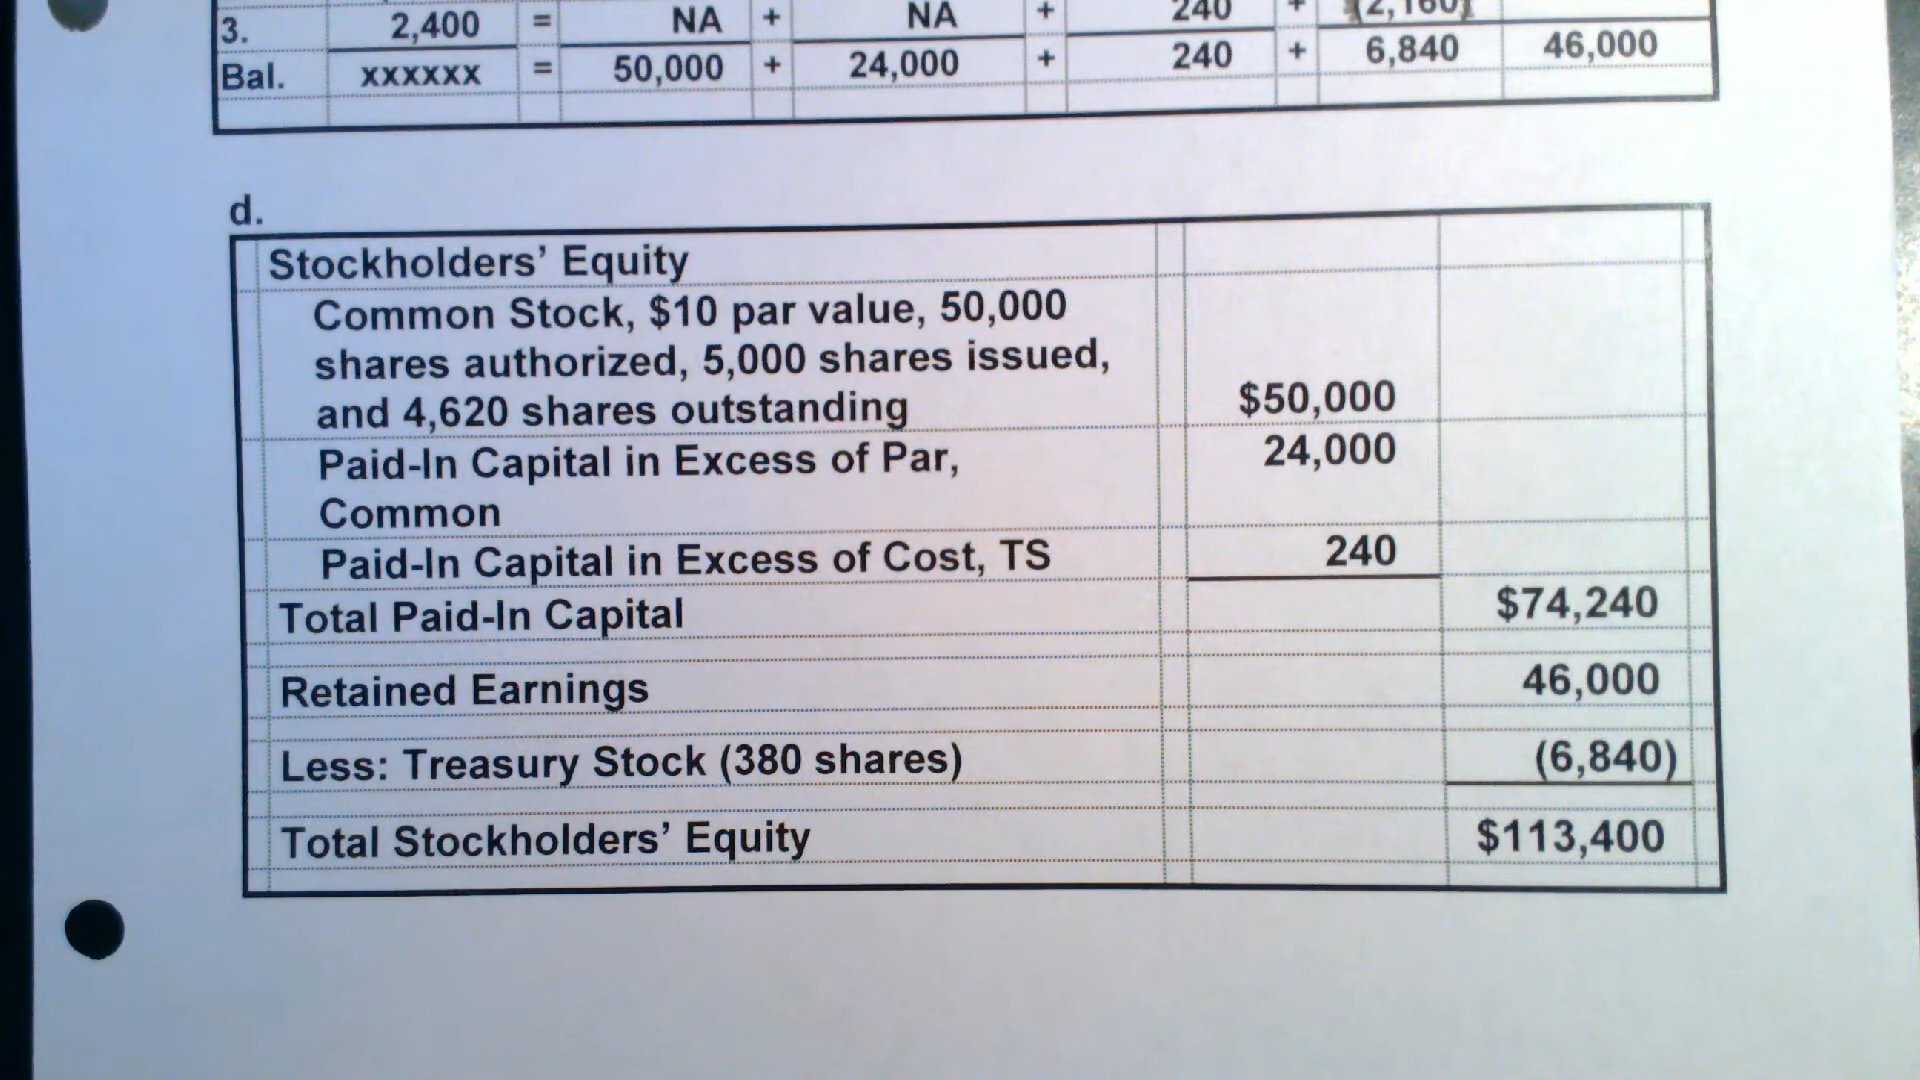 3. 2,400 = NA + NA + 240 + (2,160)
Bal. xxxxxx = 50,000 + 24,000 + 240 + 6,840 46,000
d.
Stockholders' Equity
Common Stock, $10 par value, 50,000
shares authorized, 5,000 shares issued,
and 4,620 shares outstanding $50,000
Paid-In Capital in Excess of Par, 24,000
Common
Paid-In Capital in Excess of Cost, TS 240
Total Paid-In Capital $74,240
Retained Earnings 46,000
Less: Treasury Stock (380 shares) (6,840)
Total Stockholders' Equity $113,400